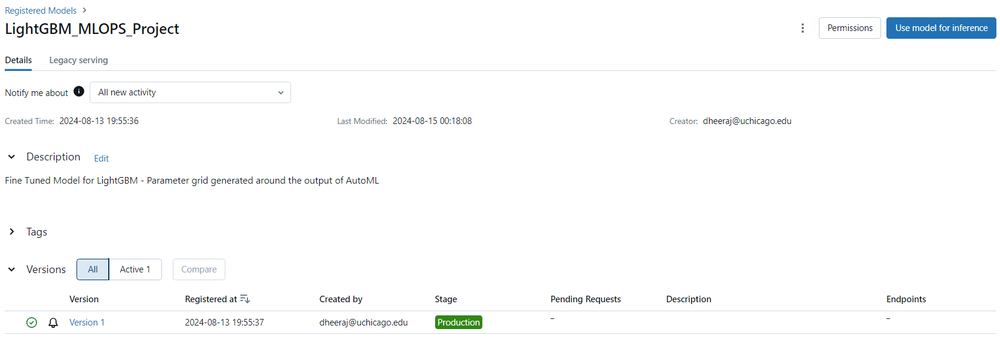 Registered Models
LightGBM_MLOPS_Project
Permissions
Use model for inference
Details Legacy serving
Notify me about All new activity
Created Time: 2024-08-13 19:55:36 Last Modified: 2024-08-15 00:18:08 Creator: dheeraj@uchicago.edu
Description Edit
Fine Tuned Model for LightGBM - Parameter grid generated around the output of AutoML
Tags
Versions All Active 1 Compare
Version Registered at Created by Stage Pending Requests Description Endpoints
Version 1 2024-08-13 19:55:37 dheeraj@uchicago.edu Production – –